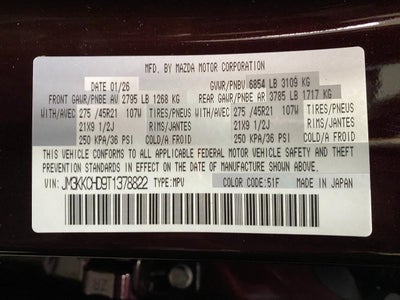 MFD. BY MAZDA MOTOR CORPORATION
DATE 01/26 GVWR/PNBV 6854 LB 3109 KG
FRONT GAWR/PNBE AV 2795 LB 1268 KG REAR GAWR/PNBE AR 3785 LB 1717 KG
WITH/AVEC 275 /45R21 107W TIRES/PNEUS WITH/AVEC 275 /45R21 107W TIRES/PNEUS
21X9 1/2J RIMS/JANTES 21X9 1/2J RIMS/JANTES
250 KPA/36 PSI COLD/A FROID 250 KPA/36 PSI COLD/A FROID
THIS VEHICLE CONFORMS TO ALL APPLICABLE FEDERAL MOTOR VEHICLE SAFETY AND THEFT
PREVENTION STANDARDS IN EFFECT ON THE DATE OF MANUFACTURE SHOWN ABOVE.
VIN: JM3KKCHD9T1378822 TYPE:MPV COLOR CODE:51F MADE IN JAPAN